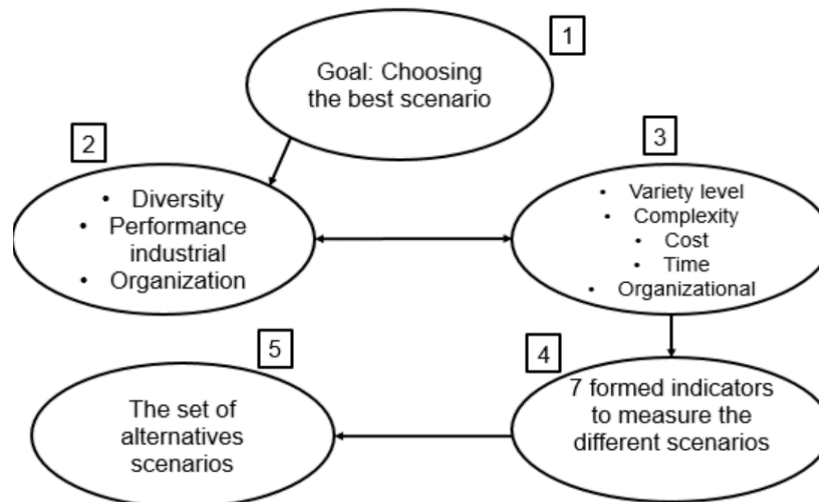 1
Goal: Choosing
the best scenario
2
• Diversity
• Performance
industrial
• Organization
3
• Variety level
• Complexity
• Cost
• Time
• Organizational
4
7 formed indicators
to measure the
different scenarios
5
The set of
alternatives
scenarios